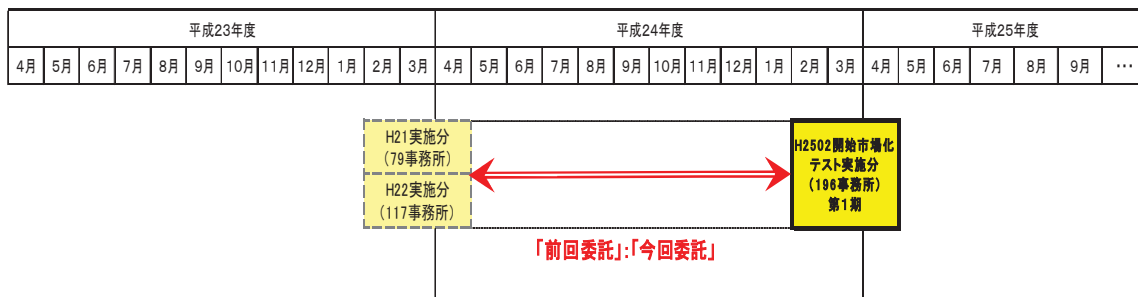 平成23年度 平成24年度 平成25年度
4月 5月 6月 7月 8月 9月 10月 11月 12月 1月 2月 3月 4月 5月 6月 7月 8月 9月 10月 11月 12月 1月 2月 3月 4月 5月 6月 7月 8月 9月 …
H21実施分
(79事務所)
H22実施分
(117事務所)
H2502開始市場化
テスト実施分
(196事務所)
第1期
「前回委託」:「今回委託」